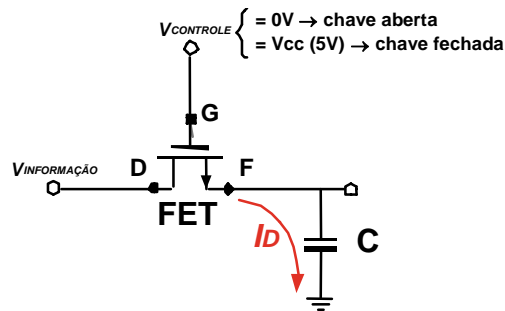 VCONTROLE
= 0V → chave aberta
= Vcc (5V) → chave fechada
G
VINFORMAÇÃO
D
F
FET
ID
C